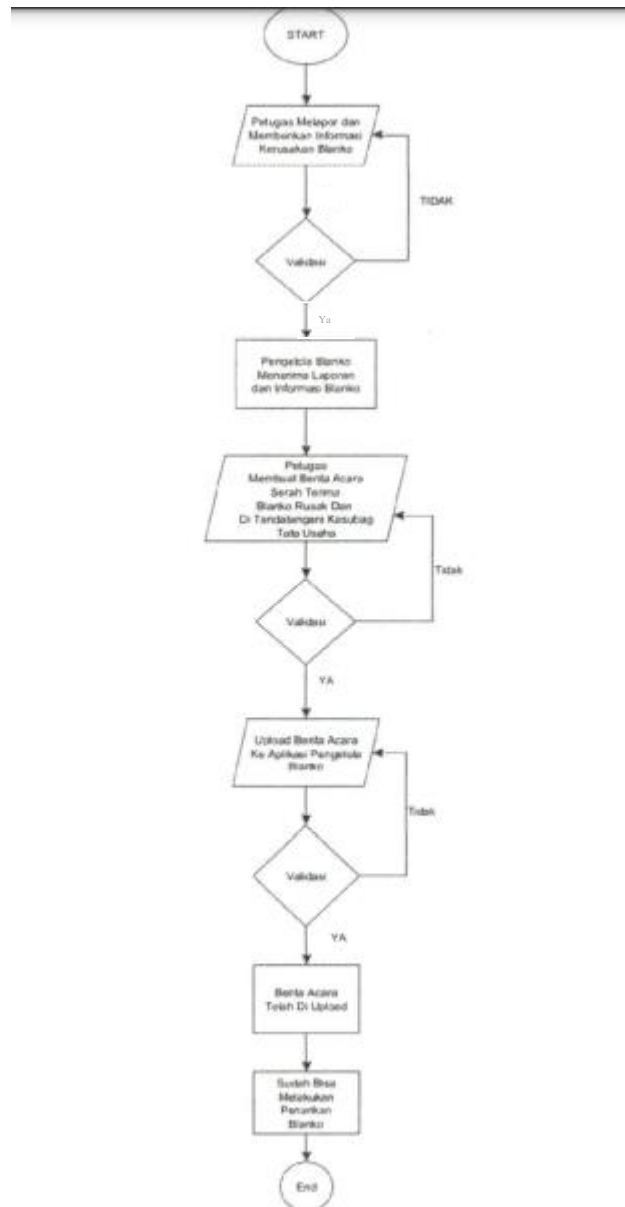 START
Petugas Melapor dan
Memberikan Informasi
Kerusakan Blanko
TIDAK
Validasi
Ya
Pengelola Blanko
Menerima Laporan
dan Informasi Blanko
Petugas
Membuat Berita Acara
Serah Terima
Blanko Rusak Dan
Di Tandatangani Kasubag
Tata Usaha
Tidak
Validasi
YA
Upload Berita Acara
Ke Aplikasi Pengelola
Blanko
Tidak
Validasi
YA
Berita Acara
Telah Di Upload
Sudah Bisa
Melakukan
Penarikan
Blanko
End